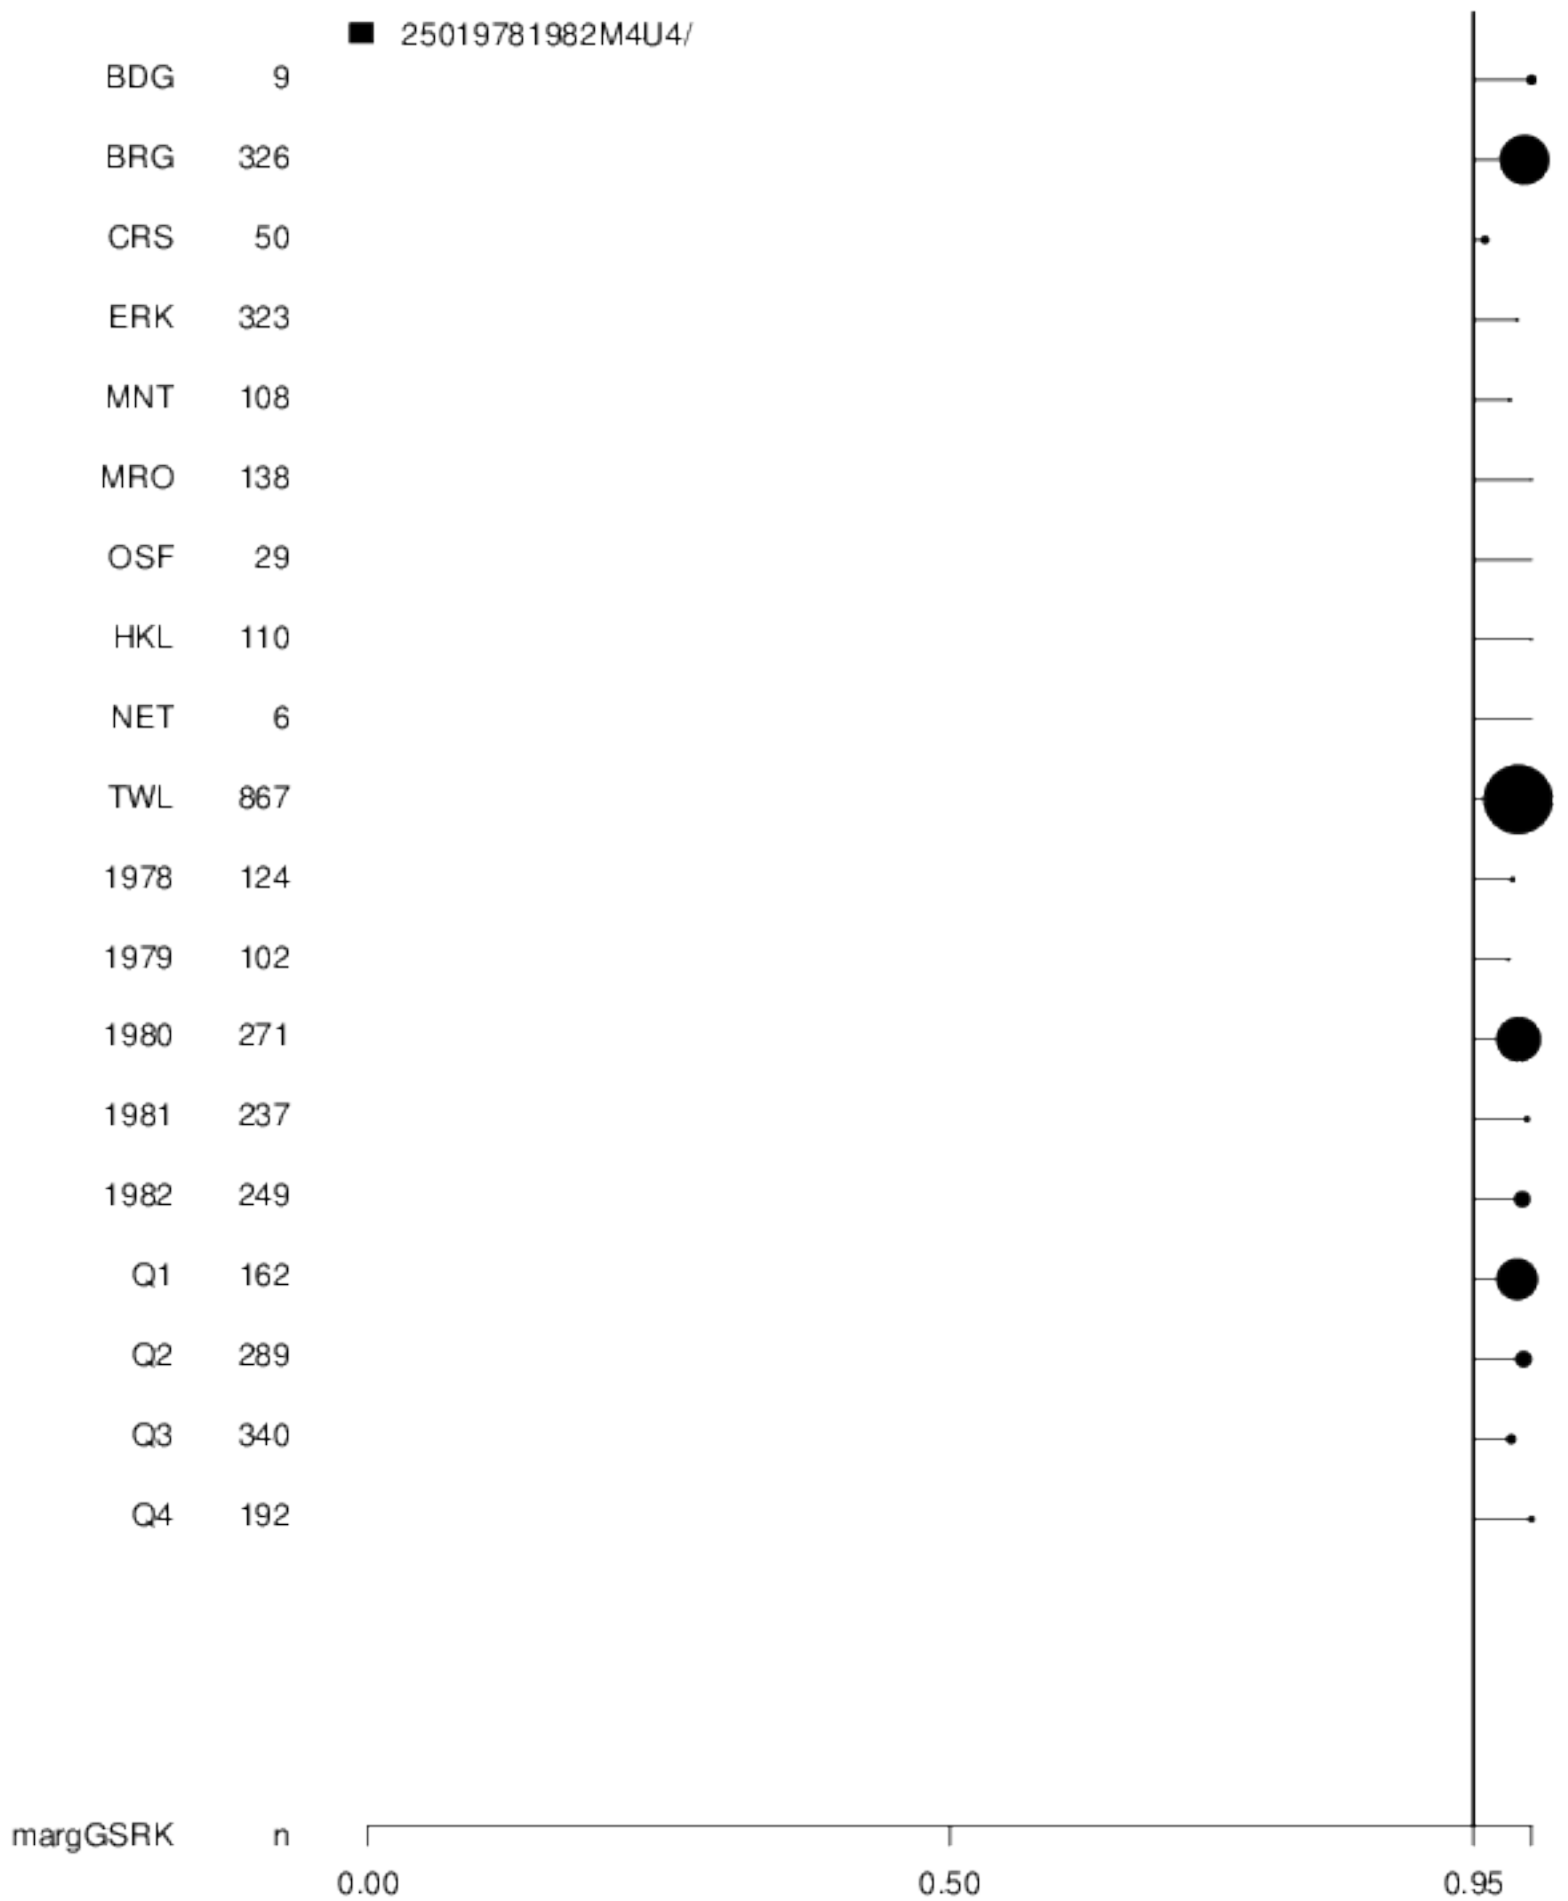 25019781982M4U4/
BDG 9
BRG 326
CRS 50
ERK 323
MNT 108
MRO 138
OSF 29
HKL 110
NET 6
TWL 867
1978 124
1979 102
1980 271
1981 237
1982 249
Q1 162
Q2 289
Q3 340
Q4 192
margGSRK n
0.00 0.50 0.95